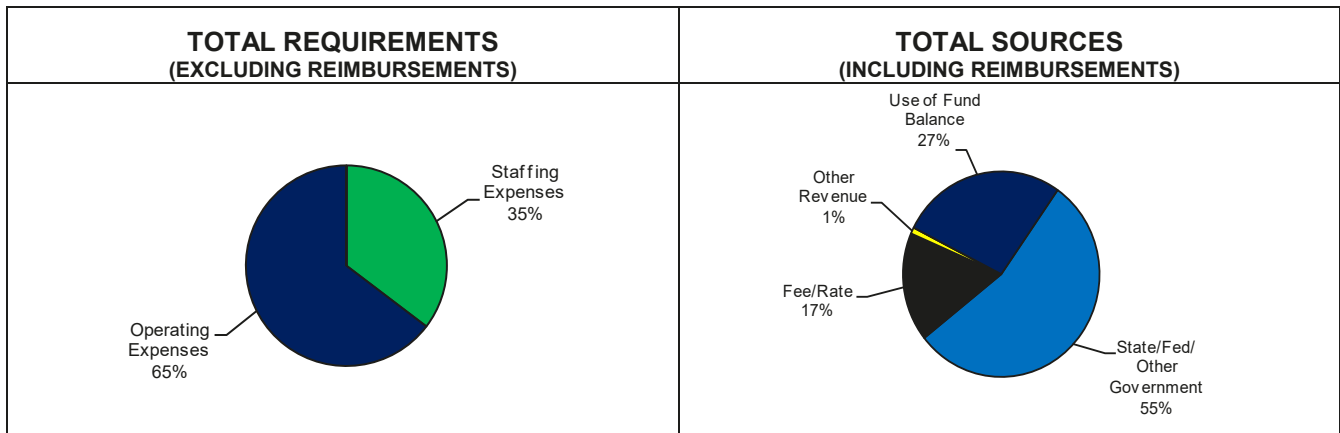 TOTAL REQUIREMENTS
(EXCLUDING REIMBURSEMENTS)
Staffing
Expenses
35%
Operating
Expenses
65%
TOTAL SOURCES
(INCLUDING REIMBURSEMENTS)
Use of Fund
Balance
27%
Other
Revenue
1%
Fee/Rate
17%
State/Fed/
Other
Government
55%